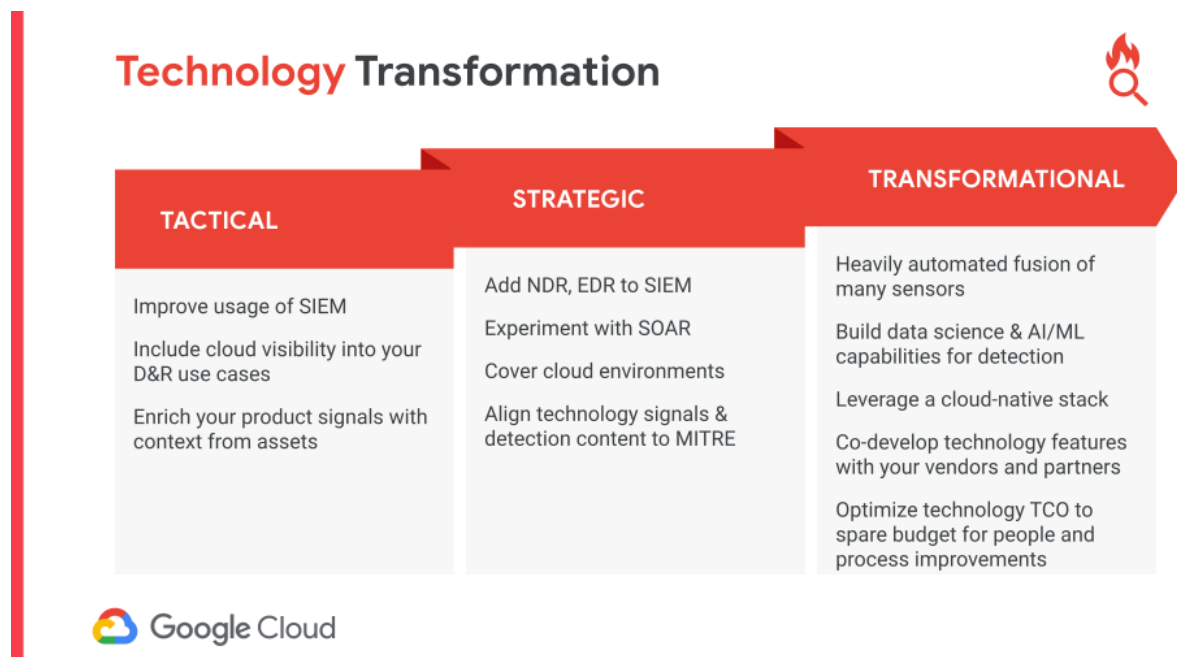 Technology Transformation
TACTICAL
Improve usage of SIEM
Include cloud visibility into your
D&R use cases
Enrich your product signals with
context from assets
STRATEGIC
Add NDR, EDR to SIEM
Experiment with SOAR
Cover cloud environments
Align technology signals &
detection content to MITRE
TRANSFORMATIONAL
Heavily automated fusion of
many sensors
Build data science & AI/ML
capabilities for detection
Leverage a cloud-native stack
Co-develop technology features
with your vendors and partners
Optimize technology TCO to
spare budget for people and
process improvements
Google Cloud